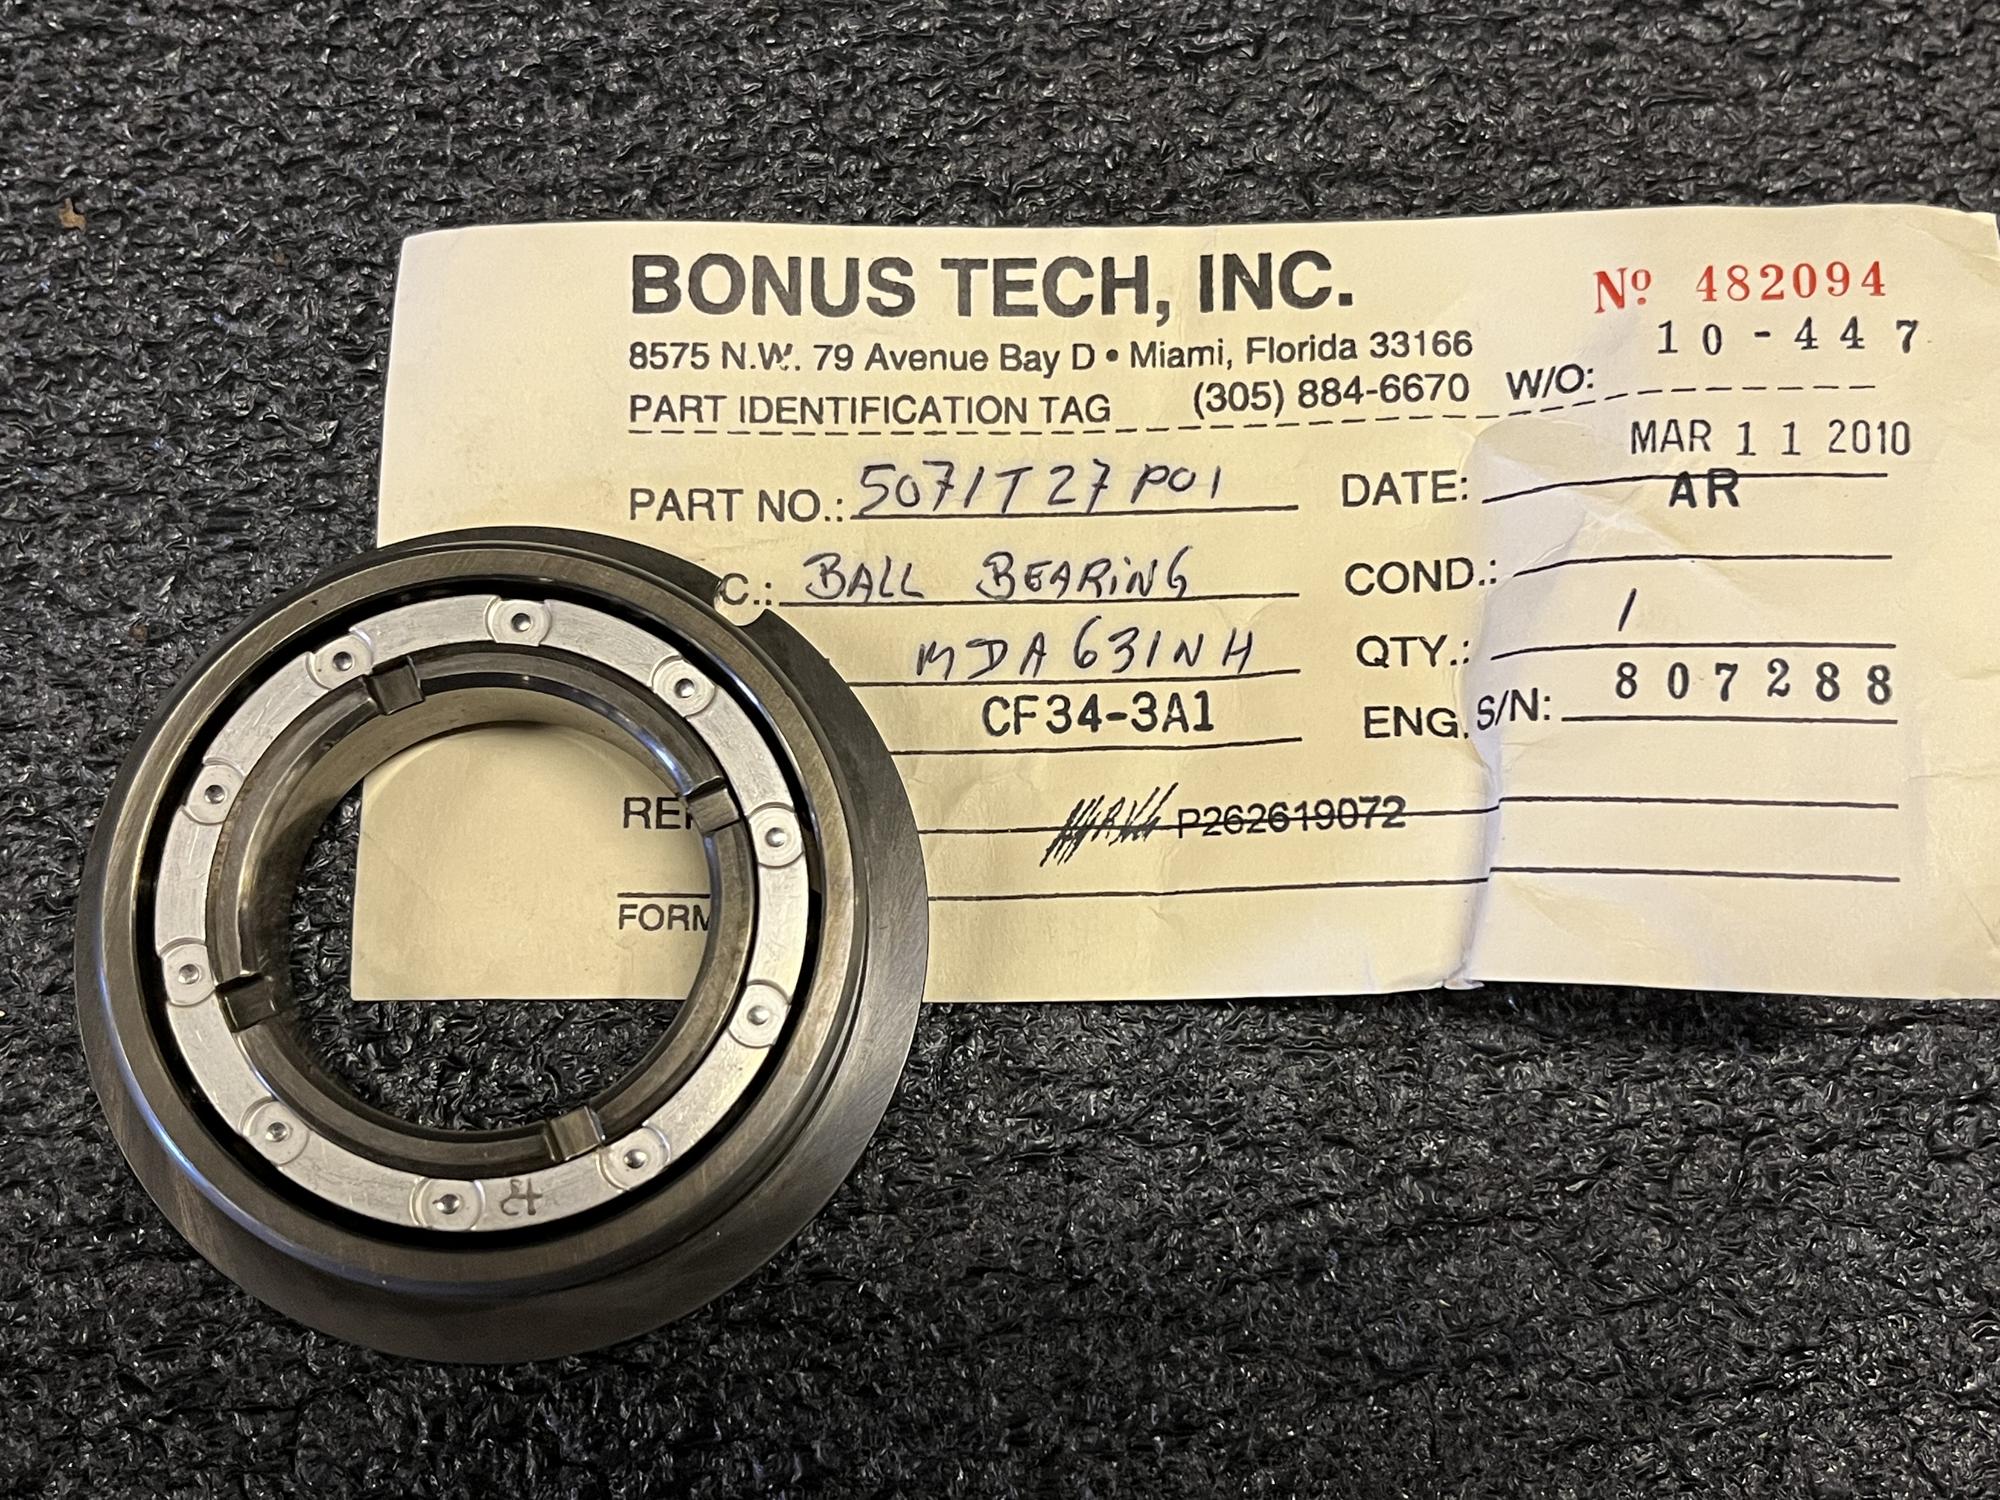 BONUS TECH, INC.
Nº 482094
8575 N.W. 79 Avenue Bay D • Miami, Florida 33166
10-447
PART IDENTIFICATION TAG (305) 884-6670 W/O:
MAR 11 2010
PART NO.: 5071T27P01 DATE:
AR
C.: BALL BEARING COND.:
MDA631NH QTY.: 1
CF34-3A1 ENG. S/N: 807288
REF P262619072
FORM